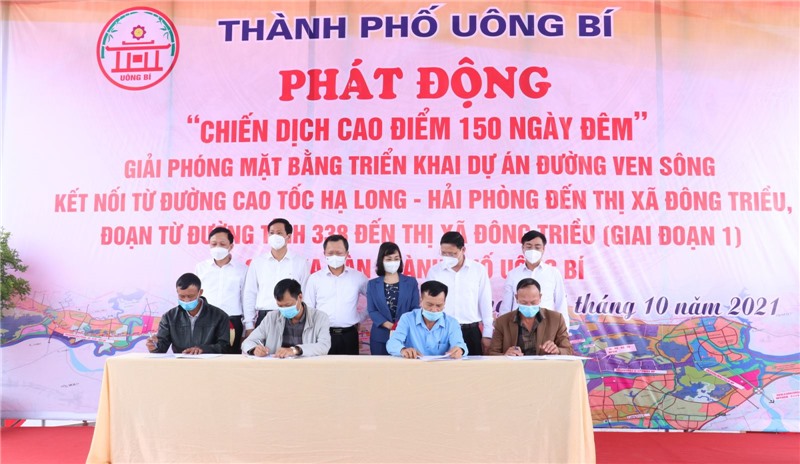 THÀNH PHỐ UÔNG BÍ
UÔNG BÍ
PHÁT ĐỘNG
“CHIẾN DỊCH CAO ĐIỂM 150 NGÀY ĐÊM”
GIẢI PHÓNG MẶT BẰNG TRIỂN KHAI DỰ ÁN ĐƯỜNG VEN SÔNG
KẾT NỐI TỪ ĐƯỜNG CAO TỐC HẠ LONG - HẢI PHÒNG ĐẾN THỊ XÃ ĐÔNG TRIỀU,
ĐOẠN TỪ ĐƯỜNG 338 ĐẾN THỊ XÃ ĐÔNG TRIỀU (GIAI ĐOẠN 1)
PHỐ UÔNG BÍ
tháng 10 năm 2021